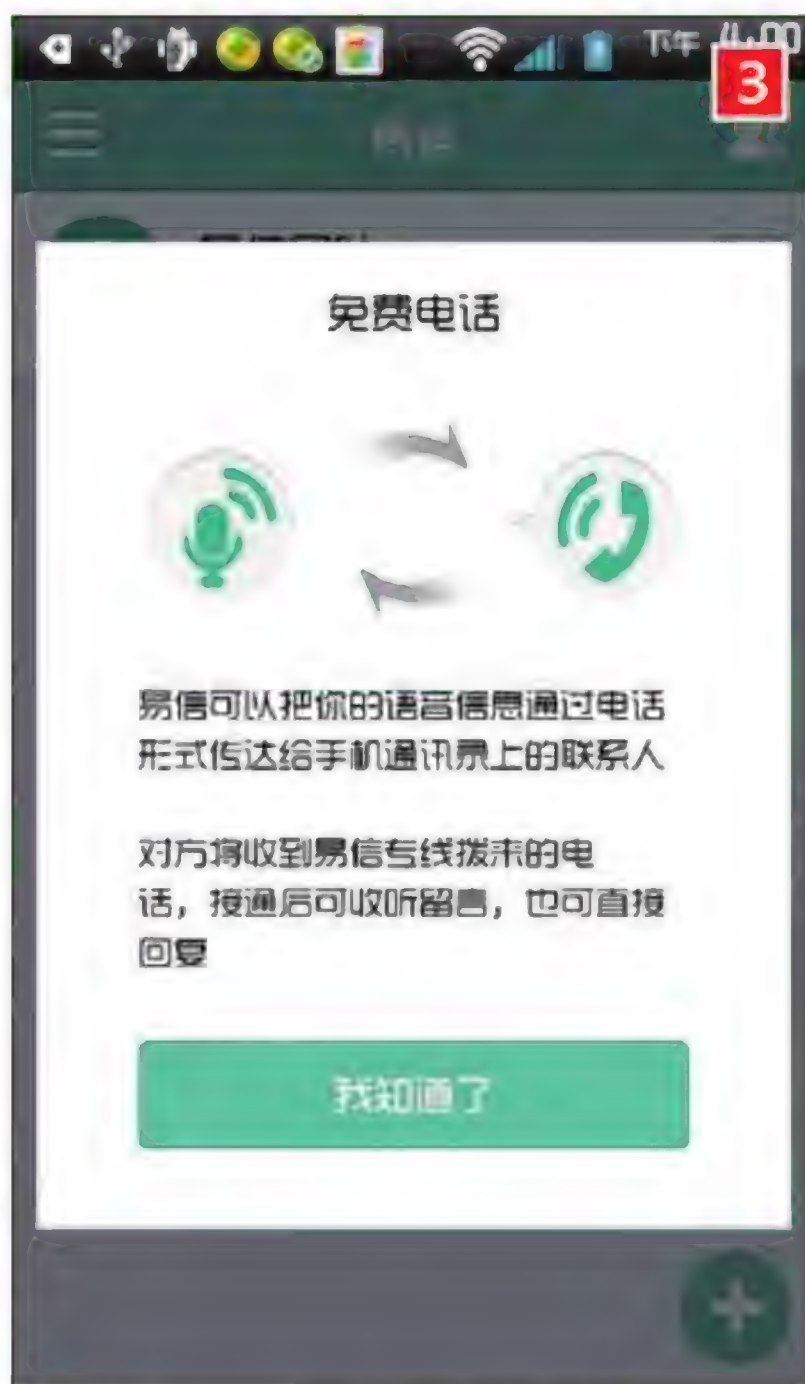 下午 4:00
3
免费电话
易信可以把你的语音信息通过电话
形式传达给手机通讯录上的联系人
对方将收到易信专线拨来的电
话，接通后可收听留言，也可直接
回复
我知道了